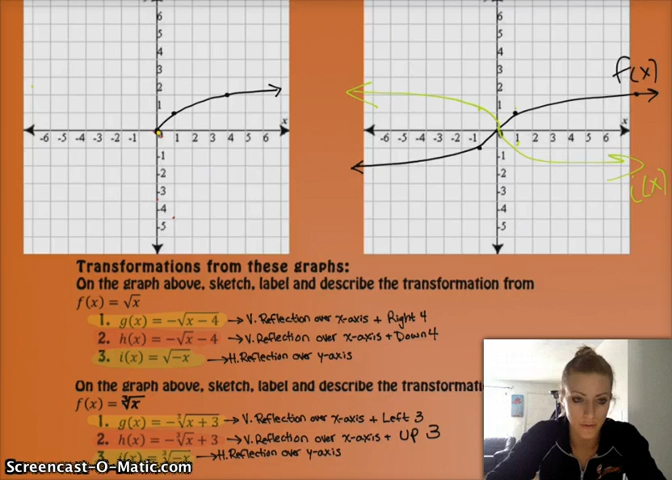 6
5
4
3
2
1
x
-6 -5 -4 -3 -2 -1 1 2 3 4 5 6
-1
-2
-3
-4
-5
6
5
4
3
2
1
f(x)
x
-6 -5 -4 -3 -2 -1 1 2 3 4 5 6
-1
-2
-3
-4
-5
i(x)
Transformations from these graphs:
On the graph above, sketch, label and describe the transformation from
f(x) = √x
1. g(x) = −√x − 4 → V. Reflection over x-axis + Right 4
2. h(x) = −√x − 4 → V. Reflection over x-axis + Down 4
3. i(x) = √−x → H. Reflection over y-axis
On the graph above, sketch, label and describe the transformati
f(x) = ∛x
1. g(x) = −∛x + 3 → V. Reflection over x-axis + Left 3
2. h(x) = −∛x + 3 → V. Reflection over x-axis + UP 3
3. i(x) = ∛−x → H. Reflection over y-axis
Screencast-O-Matic.com